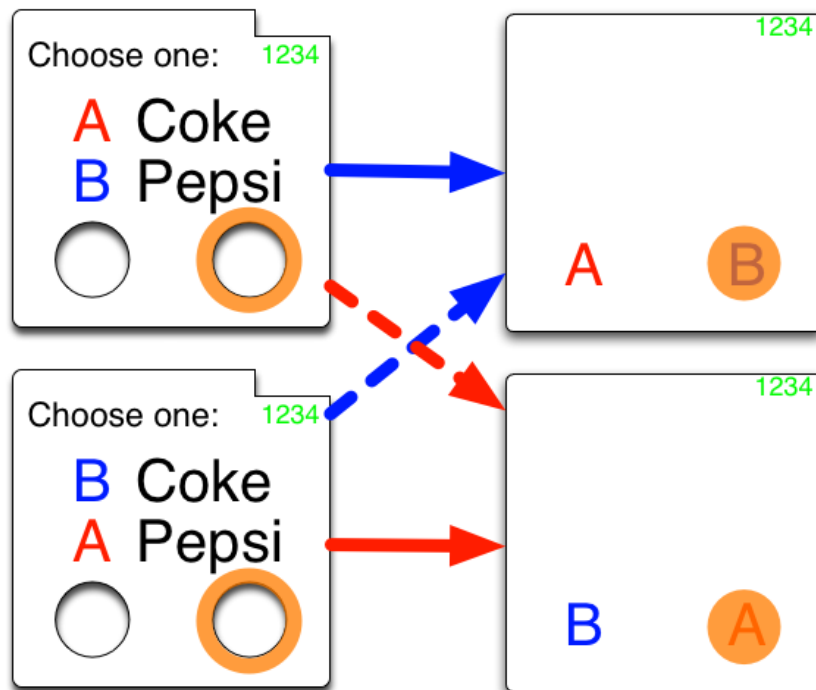 Choose one: 1234
A Coke
B Pepsi
1234
A B
Choose one: 1234
B Coke
A Pepsi
1234
B A